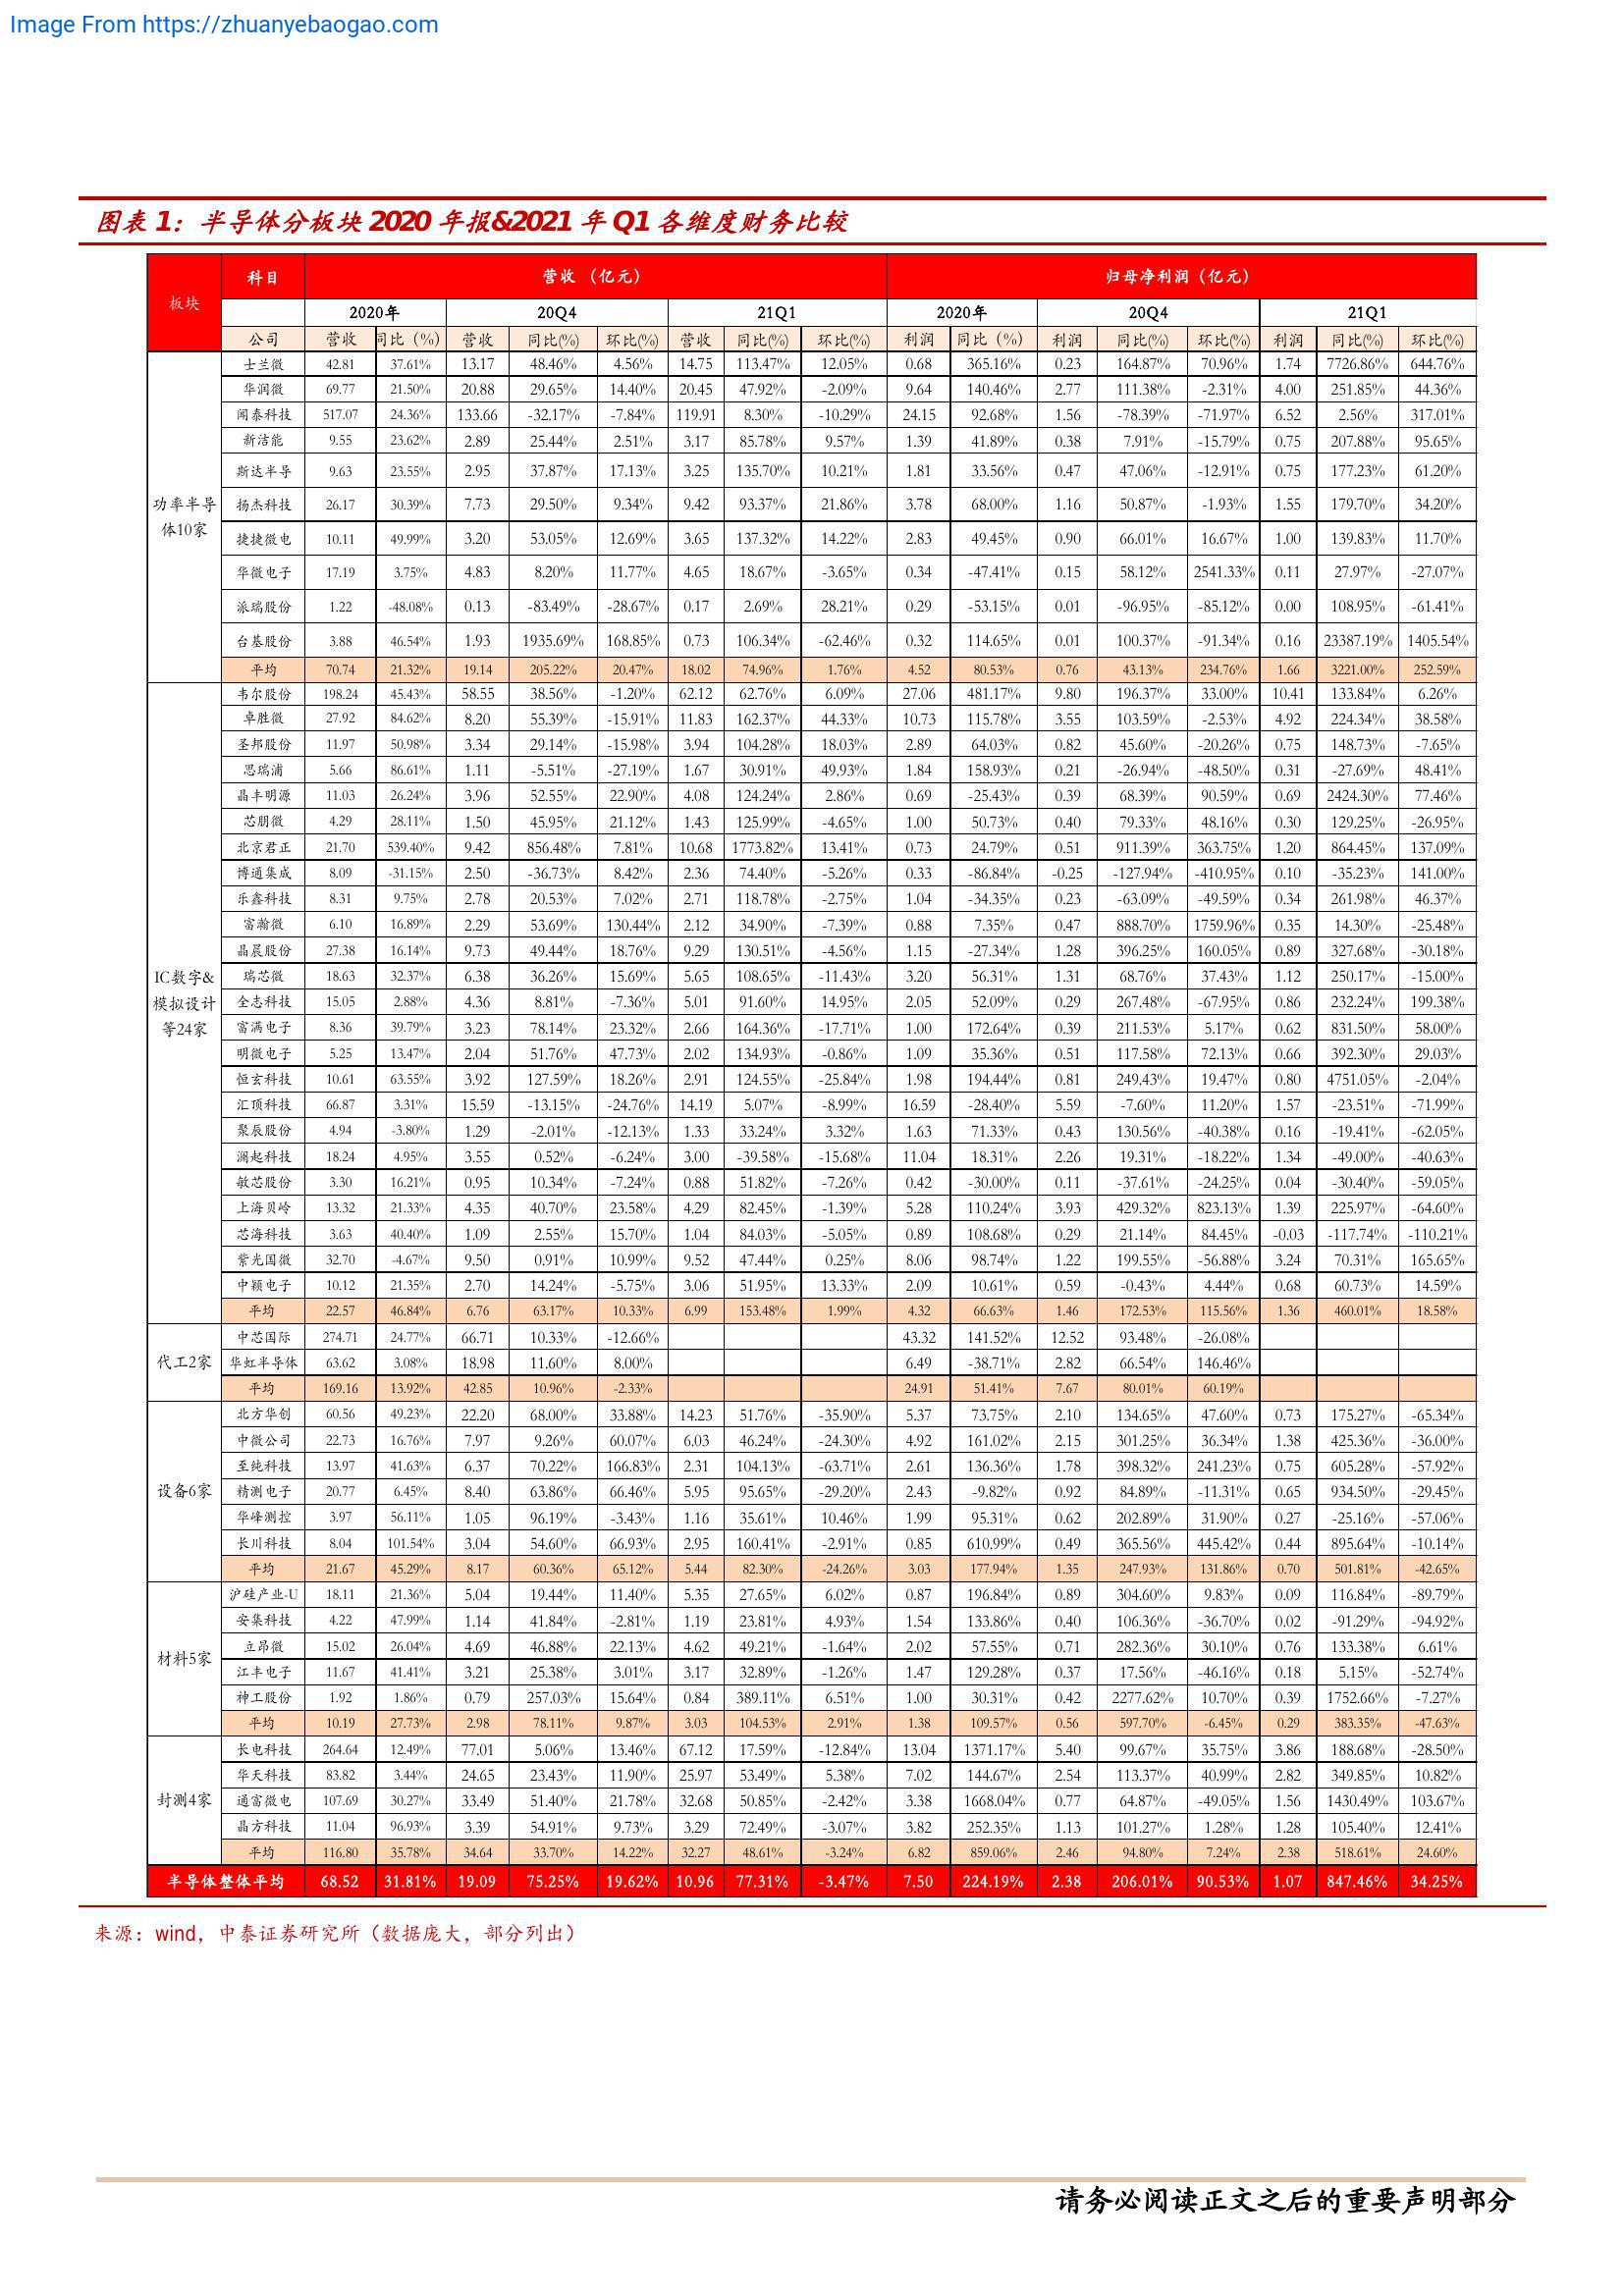 Image From https://zhuanyebaogao.com
图表 1：半导体分板块 2020 年报&2021 年 Q1 各维度财务比较
板块 科目 营收（亿元） 归母净利润（亿元）
2020年 20Q4 21Q1 2020年 20Q4 21Q1
公司 营收 同比（%） 营收 同比(%) 环比(%) 营收 同比(%) 环比(%) 利润 同比（%） 利润 同比(%) 环比(%) 利润 同比(%) 环比(%)
功率半导体10家
士兰微 42.81 37.61% 13.17 48.46% 4.56% 14.75 113.47% 12.05% 0.68 365.16% 0.23 164.87% 70.96% 1.74 7726.86% 644.76%
华润微 69.77 21.50% 20.88 29.65% 14.40% 20.45 47.92% -2.09% 9.64 140.46% 2.77 111.38% -2.31% 4.00 251.85% 44.36%
闻泰科技 517.07 24.36% 133.66 -32.17% -7.84% 119.91 8.30% -10.29% 24.15 92.68% 1.56 -78.39% -71.97% 6.52 2.56% 317.01%
新洁能 9.55 23.62% 2.89 25.44% 2.51% 3.17 85.78% 9.57% 1.39 41.89% 0.38 7.91% -15.79% 0.75 207.88% 95.65%
斯达半导 9.63 23.55% 2.95 37.87% 17.13% 3.25 135.70% 10.21% 1.81 33.56% 0.47 47.06% -12.91% 0.75 177.23% 61.20%
扬杰科技 26.17 30.39% 7.73 29.50% 9.34% 9.42 93.37% 21.86% 3.78 68.00% 1.16 50.87% -1.93% 1.55 179.70% 34.20%
捷捷微电 10.11 49.99% 3.20 53.05% 12.69% 3.65 137.32% 14.22% 2.83 49.45% 0.90 66.01% 16.67% 1.00 139.83% 11.70%
华微电子 17.19 3.75% 4.83 8.20% 11.77% 4.65 18.67% -3.65% 0.34 -47.41% 0.15 58.12% 2541.33% 0.11 27.97% -27.07%
派瑞股份 1.22 -48.08% 0.13 -83.49% -28.67% 0.17 2.69% 28.21% 0.29 -53.15% 0.01 -96.95% -85.12% 0.00 108.95% -61.41%
台基股份 3.88 46.54% 1.93 1935.69% 168.85% 0.73 106.34% -62.46% 0.32 114.65% 0.01 100.37% -91.34% 0.16 23387.19% 1405.54%
平均 70.74 21.32% 19.14 205.22% 20.47% 18.02 74.96% 1.76% 4.52 80.53% 0.76 43.13% 234.76% 1.66 3221.00% 252.59%
IC数字&模拟设计等24家
韦尔股份 198.24 45.43% 58.55 38.56% -1.20% 62.12 62.76% 6.09% 27.06 481.17% 9.80 196.37% 33.00% 10.41 133.84% 6.26%
卓胜微 27.92 84.62% 8.20 55.39% -15.91% 11.83 162.37% 44.33% 10.73 115.78% 3.55 103.59% -2.53% 4.92 224.34% 38.58%
圣邦股份 11.97 50.98% 3.34 29.14% -15.98% 3.94 104.28% 18.03% 2.89 64.03% 0.82 45.60% -20.26% 0.75 148.73% -7.65%
思瑞浦 5.66 86.61% 1.11 -5.51% -27.19% 1.67 30.91% 49.93% 1.84 158.93% 0.21 -26.94% -48.50% 0.31 -27.69% 48.41%
晶丰明源 11.03 26.24% 3.96 52.55% 22.90% 4.08 124.24% 2.86% 0.69 -25.43% 0.39 68.39% 90.59% 0.69 2424.30% 77.46%
芯朋微 4.29 28.11% 1.50 45.95% 21.12% 1.43 125.99% -4.65% 1.00 50.73% 0.40 79.33% 48.16% 0.30 129.25% -26.95%
北京君正 21.70 539.40% 9.42 856.48% 7.81% 10.68 1773.82% 13.41% 0.73 24.79% 0.51 911.39% 363.75% 1.20 864.45% 137.09%
博通集成 8.09 -31.15% 2.50 -36.73% 8.42% 2.36 74.40% -5.26% 0.33 -86.84% -0.25 -127.94% -410.95% 0.10 -35.23% 141.00%
乐鑫科技 8.31 9.75% 2.78 20.53% 7.02% 2.71 118.78% -2.75% 1.04 -34.35% 0.23 -63.09% -49.59% 0.34 261.98% 46.37%
富瀚微 6.10 16.89% 2.29 53.69% 130.44% 2.12 34.90% -7.39% 0.88 7.35% 0.47 888.70% 1759.96% 0.35 14.30% -25.48%
晶晨股份 27.38 16.14% 9.73 49.44% 18.76% 9.29 130.51% -4.56% 1.15 -27.34% 1.28 396.25% 160.05% 0.89 327.68% -30.18%
瑞芯微 18.63 32.37% 6.38 36.26% 15.69% 5.65 108.65% -11.43% 3.20 56.31% 1.31 68.76% 37.43% 1.12 250.17% -15.00%
全志科技 15.05 2.88% 4.36 8.81% -7.36% 5.01 91.60% 14.95% 2.05 52.09% 0.29 267.48% -67.95% 0.86 232.24% 199.38%
富满电子 8.36 39.79% 3.23 78.14% 23.32% 2.66 164.36% -17.71% 1.00 172.64% 0.39 211.53% 5.17% 0.62 831.50% 58.00%
明微电子 5.25 13.47% 2.04 51.76% 47.73% 2.02 134.93% -0.86% 1.09 35.36% 0.51 117.58% 72.13% 0.66 392.30% 29.03%
恒玄科技 10.61 63.55% 3.92 127.59% 18.26% 2.91 124.55% -25.84% 1.98 194.44% 0.81 249.43% 19.47% 0.80 4751.05% -2.04%
汇顶科技 66.87 3.31% 15.59 -13.15% -24.76% 14.19 5.07% -8.99% 16.59 -28.40% 5.59 -7.60% 11.20% 1.57 -23.51% -71.99%
聚辰股份 4.94 -3.80% 1.29 -2.01% -12.13% 1.33 33.24% 3.32% 1.63 71.33% 0.43 130.56% -40.38% 0.16 -19.41% -62.05%
澜起科技 18.24 4.95% 3.55 0.52% -6.24% 3.00 -39.58% -15.68% 11.04 18.31% 2.26 19.31% -18.22% 1.34 -49.00% -40.63%
敏芯股份 3.30 16.21% 0.95 10.34% -7.24% 0.88 51.82% -7.26% 0.42 -30.00% 0.11 -37.61% -24.25% 0.04 -30.40% -59.05%
上海贝岭 13.32 21.33% 4.35 40.70% 23.58% 4.29 82.45% -1.39% 5.28 110.24% 3.93 429.32% 823.13% 1.39 225.97% -64.60%
芯海科技 3.63 40.40% 1.09 2.55% 15.70% 1.04 84.03% -5.05% 0.89 108.68% 0.29 21.14% 84.45% -0.03 -117.74% -110.21%
紫光国微 32.70 -4.67% 9.50 0.91% 10.99% 9.52 47.44% 0.25% 8.06 98.74% 1.22 199.55% -56.88% 3.24 70.31% 165.65%
中颖电子 10.12 21.35% 2.70 14.24% -5.75% 3.06 51.95% 13.33% 2.09 10.61% 0.59 -0.43% 4.44% 0.68 60.73% 14.59%
平均 22.57 46.84% 6.76 63.17% 10.33% 6.99 153.48% 1.99% 4.32 66.63% 1.46 172.53% 115.56% 1.36 460.01% 18.58%
代工2家
中芯国际 274.71 24.77% 66.71 10.33% -12.66% 43.32 141.52% 12.52 93.48% -26.08%
华虹半导体 63.62 3.08% 18.98 11.60% 8.00% 6.49 -38.71% 2.82 66.54% 146.46%
平均 169.16 13.92% 42.85 10.96% -2.33% 24.91 51.41% 7.67 80.01% 60.19%
设备6家
北方华创 60.56 49.23% 22.20 68.00% 33.88% 14.23 51.76% -35.90% 5.37 73.75% 2.10 134.65% 47.60% 0.73 175.27% -65.34%
中微公司 22.73 16.76% 7.97 9.26% 60.07% 6.03 46.24% -24.30% 4.92 161.02% 2.15 301.25% 36.34% 1.38 425.36% -36.00%
至纯科技 13.97 41.63% 6.37 70.22% 166.83% 2.31 104.13% -63.71% 2.61 136.36% 1.78 398.32% 241.23% 0.75 605.28% -57.92%
精测电子 20.77 6.45% 8.40 63.86% 66.46% 5.95 95.65% -29.20% 2.43 -9.82% 0.92 84.89% -11.31% 0.65 934.50% -29.45%
华峰测控 3.97 56.11% 1.05 96.19% -3.43% 1.16 35.61% 10.46% 1.99 95.31% 0.62 202.89% 31.90% 0.27 -25.16% -57.06%
长川科技 8.04 101.54% 3.04 54.60% 66.93% 2.95 160.41% -2.91% 0.85 610.99% 0.49 365.56% 445.42% 0.44 895.64% -10.14%
平均 21.67 45.29% 8.17 60.36% 65.12% 5.44 82.30% -24.26% 3.03 177.94% 1.35 247.93% 131.86% 0.70 501.81% -42.65%
材料5家
沪硅产业-U 18.11 21.36% 5.04 19.44% 11.40% 5.35 27.65% 6.02% 0.87 196.84% 0.89 304.60% 9.83% 0.09 116.84% -89.79%
安集科技 4.22 47.99% 1.14 41.84% -2.81% 1.19 23.81% 4.93% 1.54 133.86% 0.40 106.36% -36.70% 0.02 -91.29% -94.92%
立昂微 15.02 26.04% 4.69 46.88% 22.13% 4.62 49.21% -1.64% 2.02 57.55% 0.71 282.36% 30.10% 0.76 133.38% 6.61%
江丰电子 11.67 41.41% 3.21 25.38% 3.01% 3.17 32.89% -1.26% 1.47 129.28% 0.37 17.56% -46.16% 0.18 5.15% -52.74%
神工股份 1.92 1.86% 0.79 257.03% 15.64% 0.84 389.11% 6.51% 1.00 30.31% 0.42 2277.62% 10.70% 0.39 1752.66% -7.27%
平均 10.19 27.73% 2.98 78.11% 9.87% 3.03 104.53% 2.91% 1.38 109.57% 0.56 597.70% -6.45% 0.29 383.35% -47.63%
封测4家
长电科技 264.64 12.49% 77.01 5.06% 13.46% 67.12 17.59% -12.84% 13.04 1371.17% 5.40 99.67% 35.75% 3.86 188.68% -28.50%
华天科技 83.82 3.44% 24.65 23.43% 11.90% 25.97 53.49% 5.38% 7.02 144.67% 2.54 113.37% 40.99% 2.82 349.85% 10.82%
通富微电 107.69 30.27% 33.49 51.40% 21.78% 32.68 50.85% -2.42% 3.38 1668.04% 0.77 64.87% -49.05% 1.56 1430.49% 103.67%
晶方科技 11.04 96.93% 3.39 54.91% 9.73% 3.29 72.49% -3.07% 3.82 252.35% 1.13 101.27% 1.28% 1.28 105.40% 12.41%
平均 116.80 35.78% 34.64 33.70% 14.22% 32.27 48.61% -3.24% 6.82 859.06% 2.46 94.80% 7.24% 2.38 518.61% 24.60%
半导体整体平均 68.52 31.81% 19.09 75.25% 19.62% 10.96 77.31% -3.47% 7.50 224.19% 2.38 206.01% 90.53% 1.07 847.46% 34.25%
来源：wind，中泰证券研究所（数据庞大，部分列出）
请务必阅读正文之后的重要声明部分